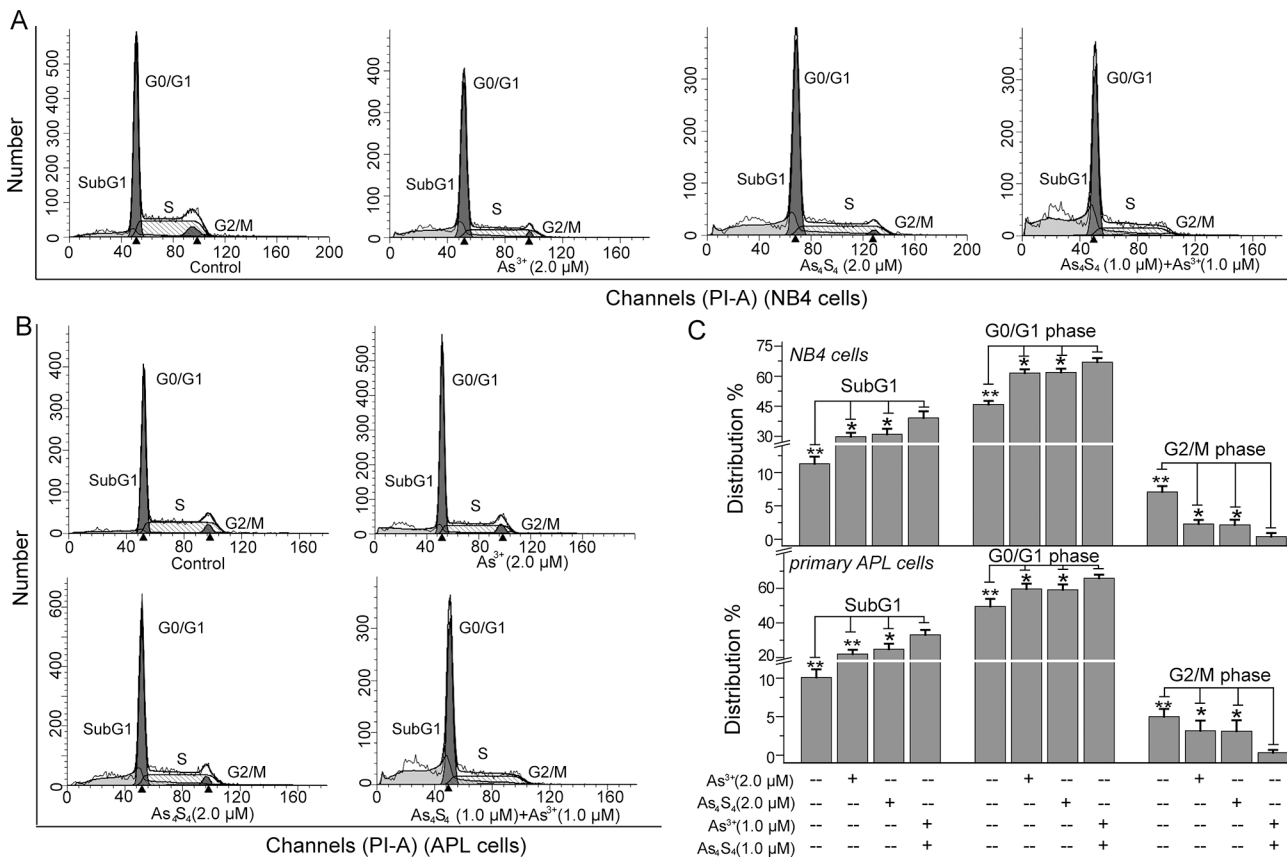 A
Number
500
400
300
200
100
0
G0/G1
SubG1
S
G2/M
0 40 80 120 160 200
Control
400
300
200
100
0
G0/G1
SubG1
S
G2/M
0 40 80 120 160
As³⁺ (2.0 µM)
300
200
100
0
G0/G1
SubG1
S
G2/M
0 40 80 120 160 200
As₄S₄ (2.0 µM)
300
200
100
0
G0/G1
SubG1
S
G2/M
0 40 80 120 160
As₄S₄ (1.0 µM)+As³⁺(1.0 µM)
Channels (PI-A) (NB4 cells)
B
Number
400
300
200
100
0
G0/G1
SubG1
S
G2/M
0 40 80 120 160
Control
500
400
300
200
100
0
G0/G1
SubG1
S
G2/M
0 40 80 120 160
As³⁺(2.0 µM)
600
400
200
0
G0/G1
SubG1
S
G2/M
0 40 80 120 160
As₄S₄(2.0 µM)
300
200
100
0
G0/G1
SubG1
S
G2/M
0 40 80 120 160
As₄S₄ (1.0 µM)+As³⁺(1.0 µM)
Channels (PI-A) (APL cells)
C
Distribution %
75
60
45
30
10
5
0
NB4 cells
SubG1
** * *
G0/G1 phase
** * *
G2/M phase
** * *
Distribution %
60
40
20
10
5
0
primary APL cells
SubG1
** ** *
G0/G1 phase
** * *
G2/M phase
** * *
As³⁺(2.0 µM) -- + -- -- -- + -- -- -- + -- --
As₄S₄(2.0 µM) -- -- + -- -- -- + -- -- -- + --
As³⁺(1.0 µM) -- -- -- + -- -- -- + -- -- -- +
As₄S₄(1.0 µM) -- -- -- + -- -- -- + -- -- -- +